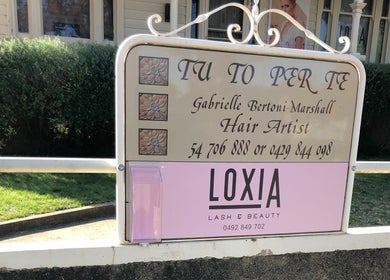 TU TO PER TE
Gabrielle Bertoni-Marshall
Hair Artist
54 706 888 or 0429 844 098
LOXIA
LASH & BEAUTY
0492 849 702